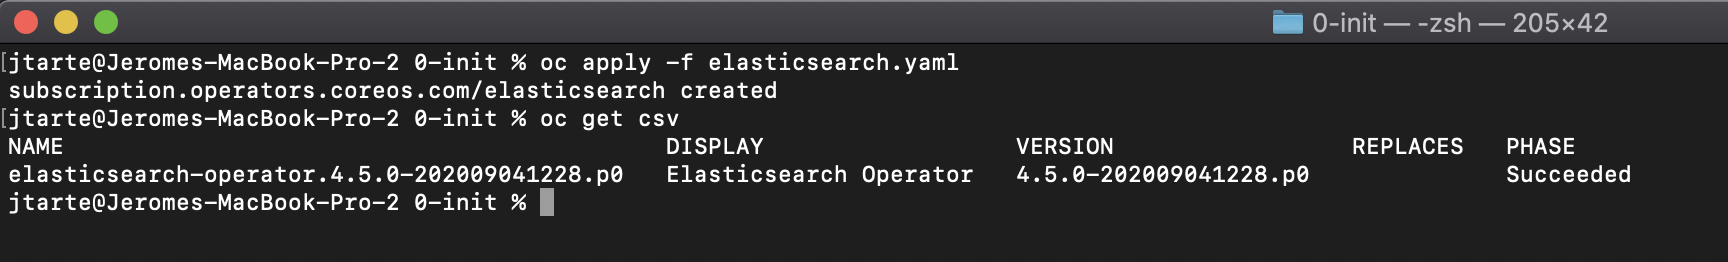 0-init — -zsh — 205×42
[jtarte@Jeromes-MacBook-Pro-2 0-init % oc apply -f elasticsearch.yaml
subscription.operators.coreos.com/elasticsearch created
[jtarte@Jeromes-MacBook-Pro-2 0-init % oc get csv
NAME DISPLAY VERSION REPLACES PHASE
elasticsearch-operator.4.5.0-202009041228.p0 Elasticsearch Operator 4.5.0-202009041228.p0 Succeeded
jtarte@Jeromes-MacBook-Pro-2 0-init %